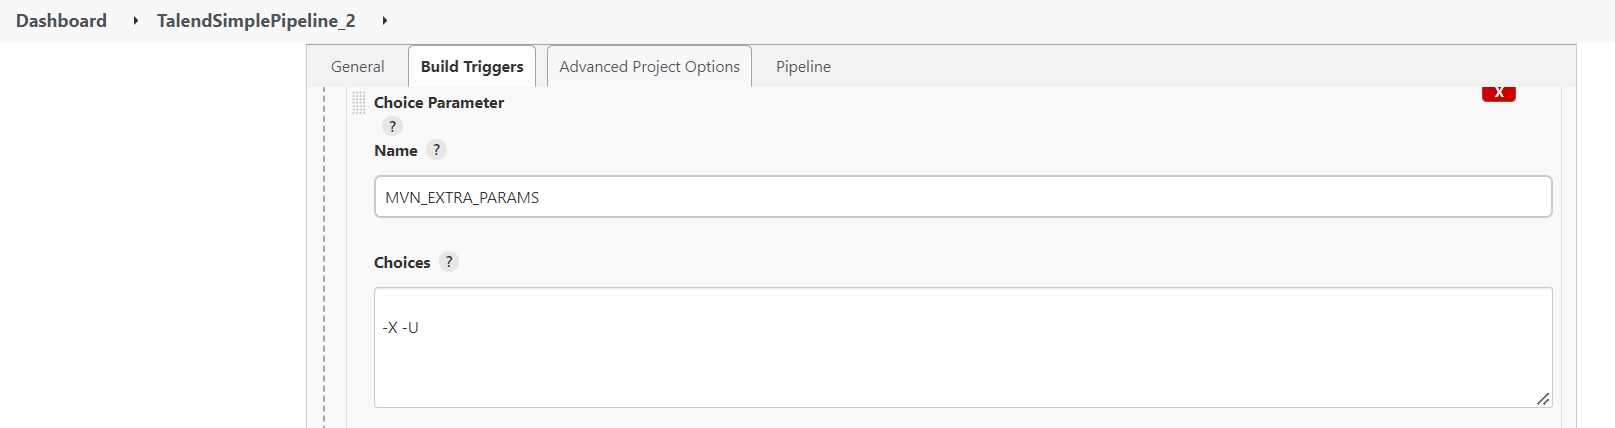 Dashboard TalendSimplePipeline_2
General Build Triggers Advanced Project Options Pipeline
Choice Parameter X
?
Name ?
MVN_EXTRA_PARAMS
Choices ?
-X -U